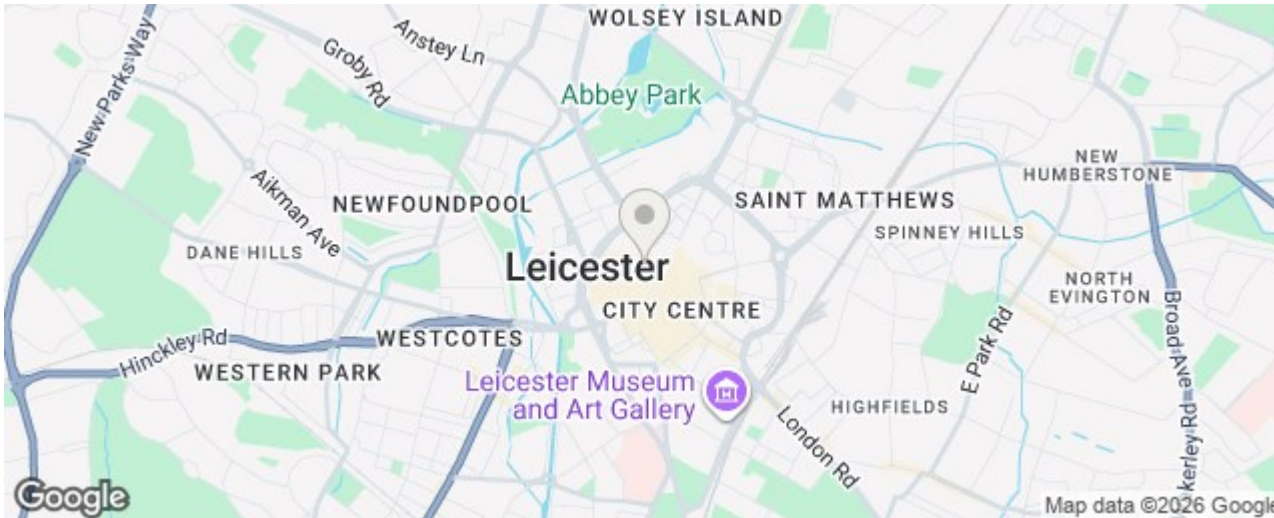 WOLSEY ISLAND
Anstey Ln
Groby Rd
New Parks Way
Abbey Park
NEW
HUMBERSTONE
Aikman Ave
NEWFOUNDPOOL
SAINT MATTHEWS
SPINNEY HILLS
DANE HILLS
Leicester
CITY CENTRE
NORTH
EVINGTON
Broad Ave
Hinckley Rd
WESTCOTES
E Park Rd
WESTERN PARK
Leicester Museum
and Art Gallery
HIGHFIELDS
London Rd
Google
Map data ©2026 Google